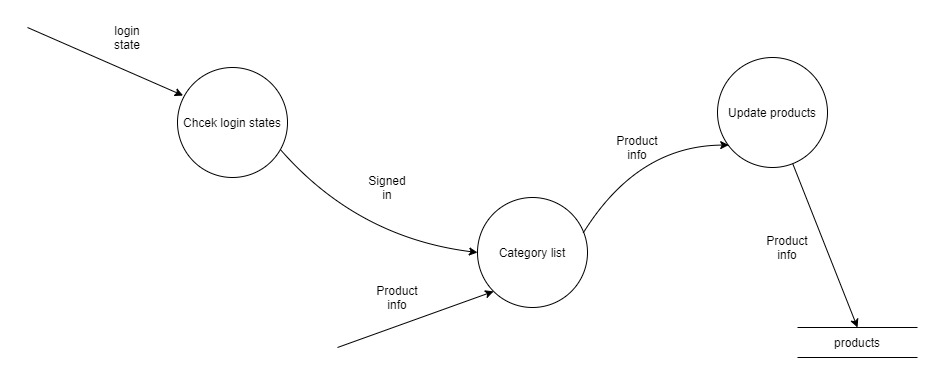 login
state
Chcek login states
Update products
Product
info
Signed
in
Category list
Product
info
Product
info
products